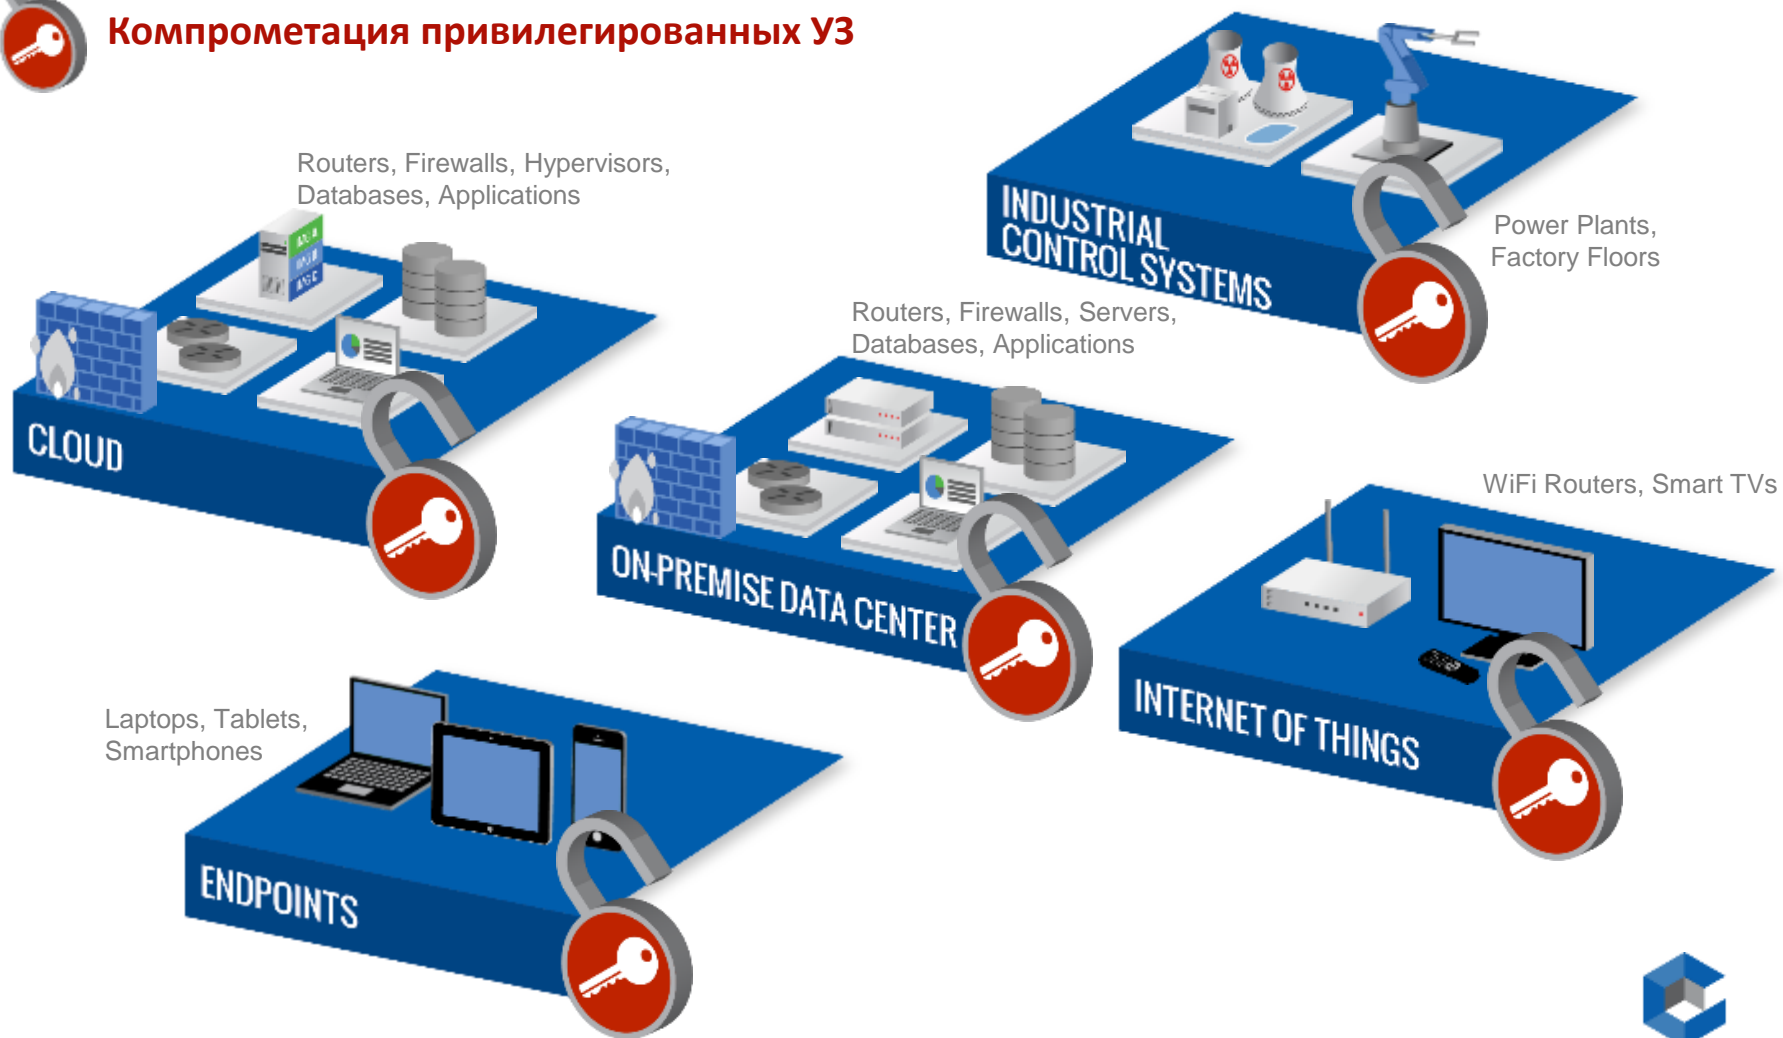 Компрометация привилегированных УЗ
Routers, Firewalls, Hypervisors,
Databases, Applications
CLOUD
INDUSTRIAL
CONTROL SYSTEMS
Power Plants,
Factory Floors
Routers, Firewalls, Servers,
Databases, Applications
ON-PREMISE DATA CENTER
WiFi Routers, Smart TVs
INTERNET OF THINGS
Laptops, Tablets,
Smartphones
ENDPOINTS